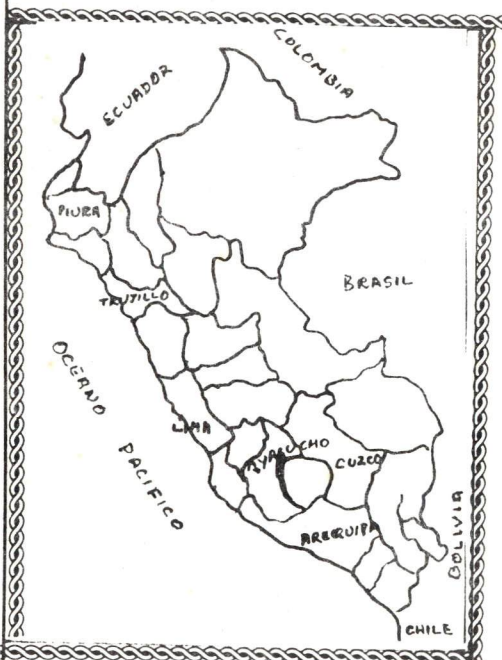 COLOMBIA
ECUADOR
PIURA
BRASIL
TRUJILLO
OCEANO PACIFICO
LIMA
AYACUCHO
CUZCO
AREQUIPA
BOLIVIA
CHILE